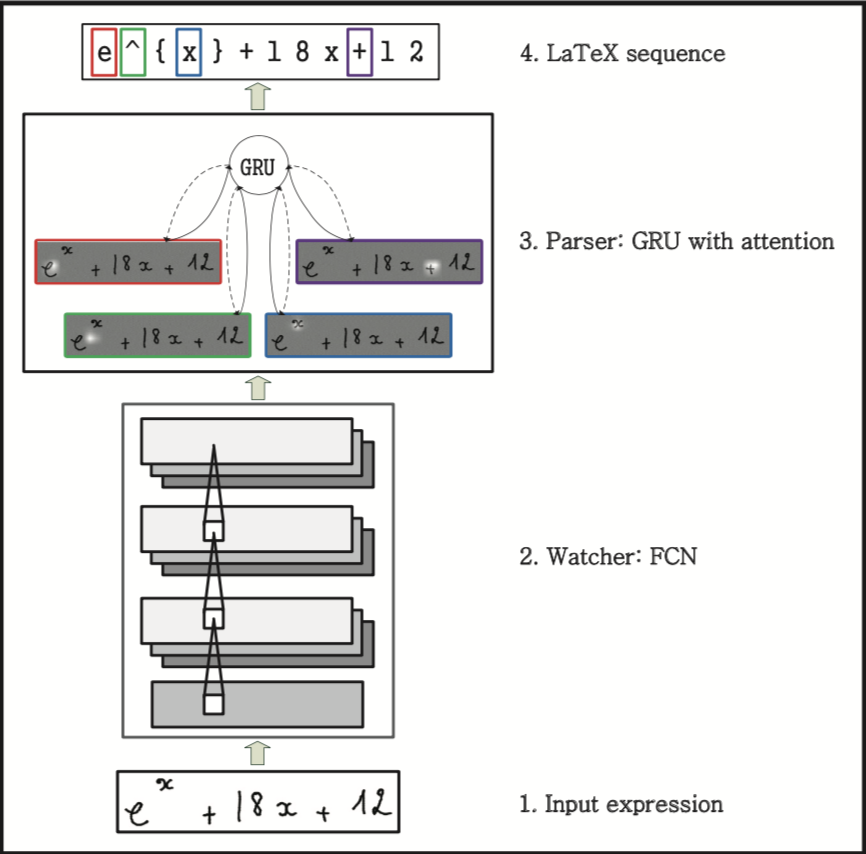 e ^ { x } + 1 8 x + 1 2
4. LaTeX sequence
GRU
3. Parser: GRU with attention
e^x + 18x + 12
e^x + 18x + 12
e^x + 18x + 12
e^x + 18x + 12
2. Watcher: FCN
e^x + 18x + 12
1. Input expression